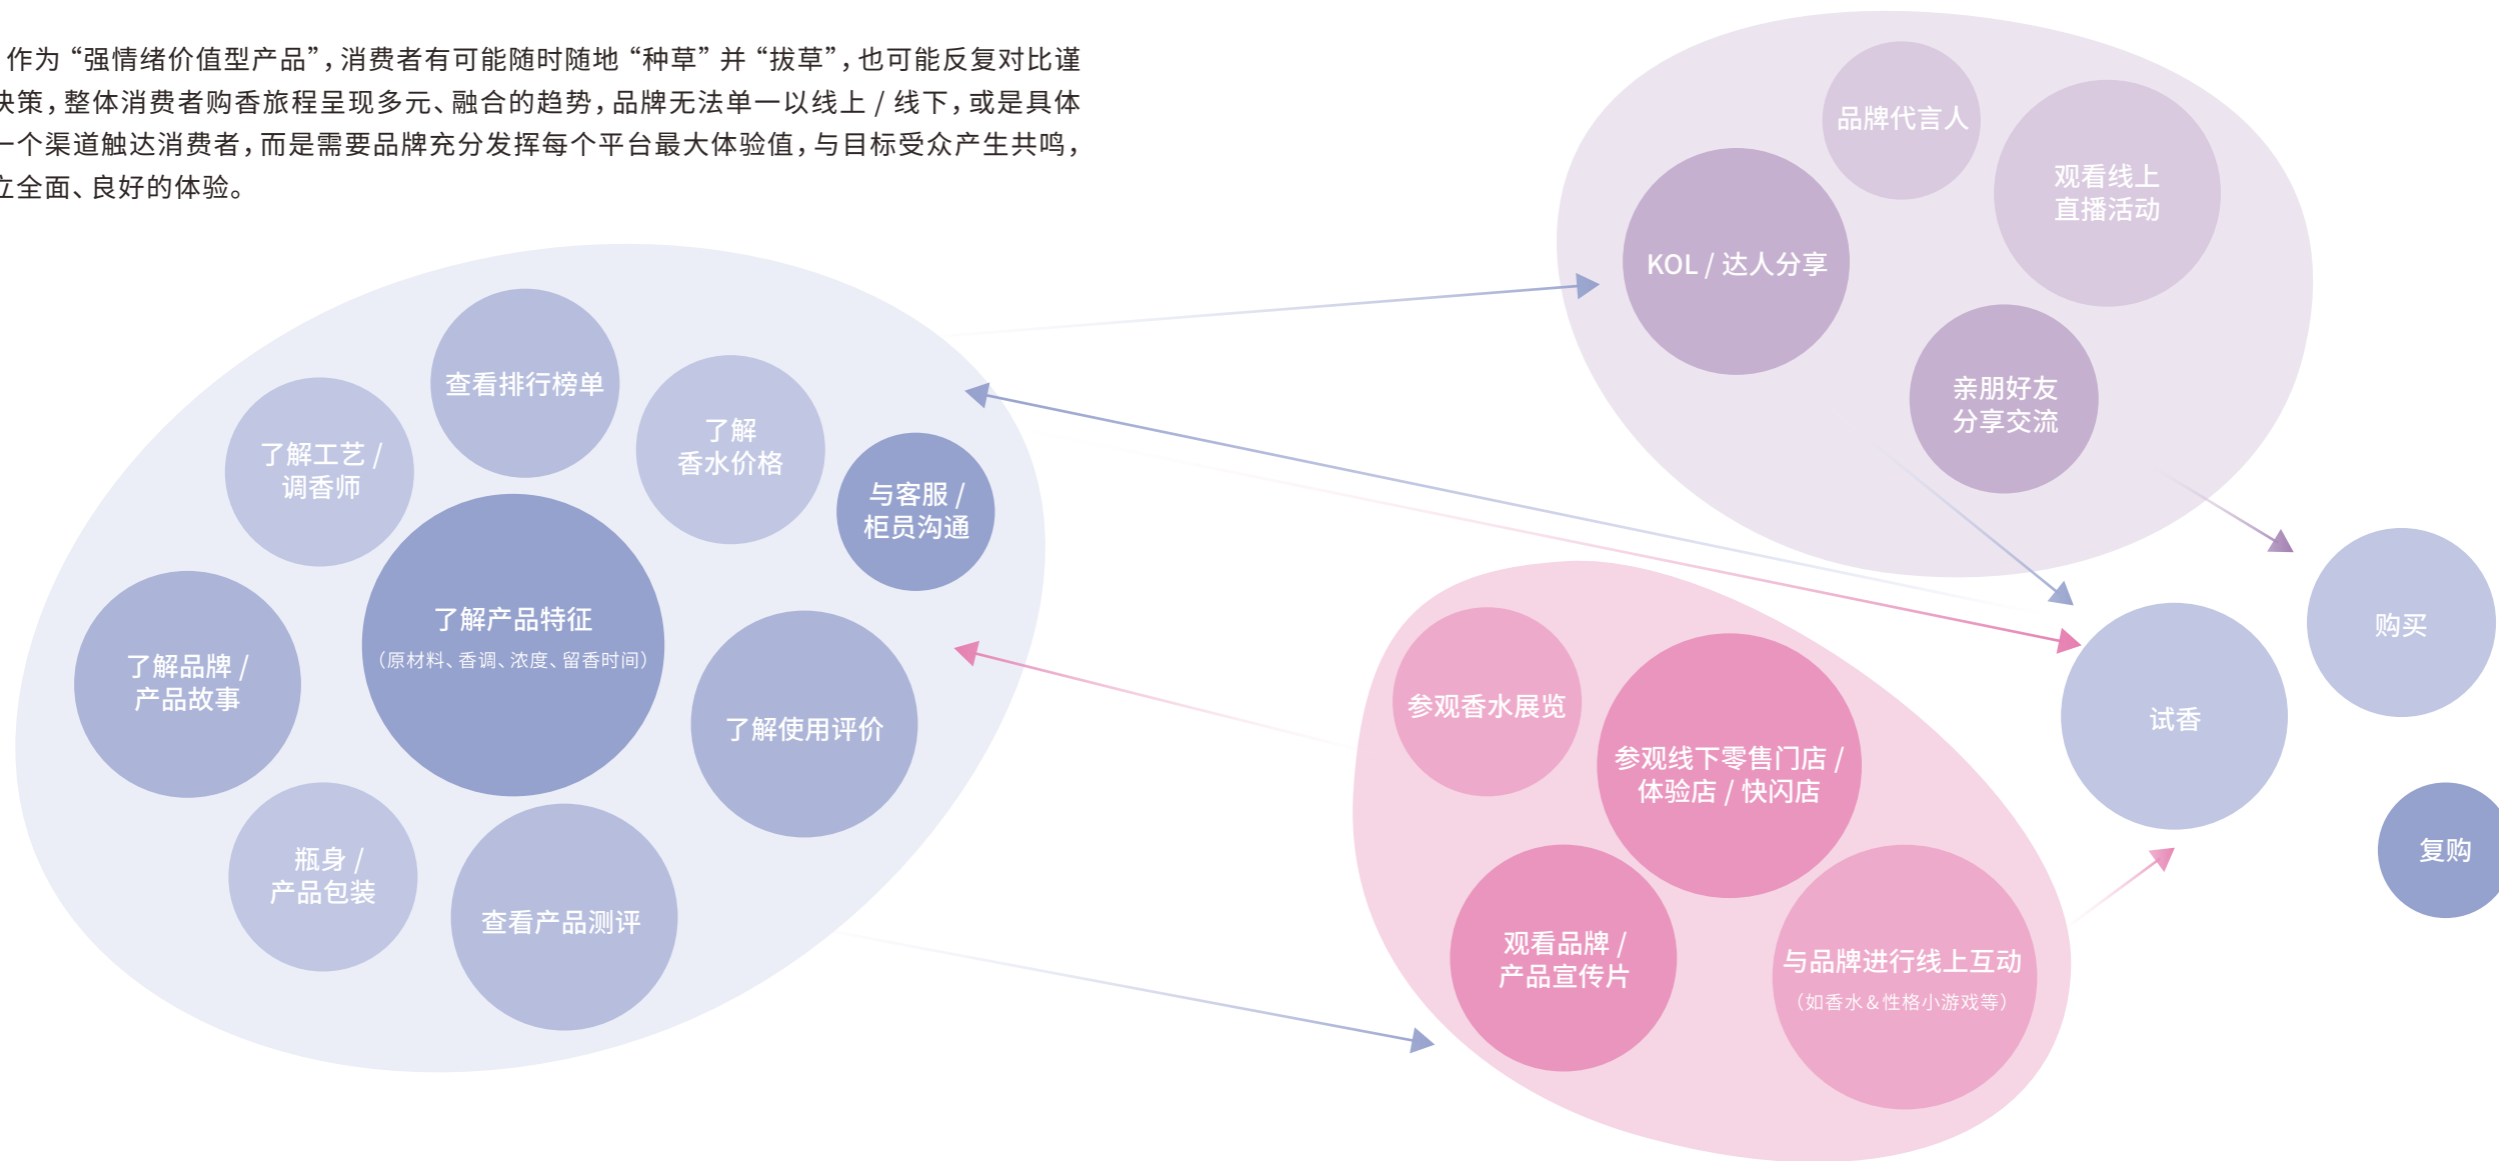 作为 “强情绪价值型产品”，消费者有可能随时随地 “种草” 并 “拔草”，也可能反复对比谨
决策，整体消费者购香旅程呈现多元、融合的趋势，品牌无法单一以线上 / 线下，或是具体
一个渠道触达消费者，而是需要品牌充分发挥每个平台最大体验值，与目标受众产生共鸣，
立全面、良好的体验。
查看排行榜单
了解工艺 /
调香师
了解
香水价格
与客服 /
柜员沟通
了解产品特征
（原材料、香调、浓度、留香时间）
了解品牌 /
产品故事
了解使用评价
瓶身 /
产品包装
查看产品测评
品牌代言人
观看线上
直播活动
KOL / 达人分享
亲朋好友
分享交流
参观香水展览
参观线下零售门店 /
体验店 / 快闪店
观看品牌 /
产品宣传片
与品牌进行线上互动
（如香水＆性格小游戏等）
购买
试香
复购